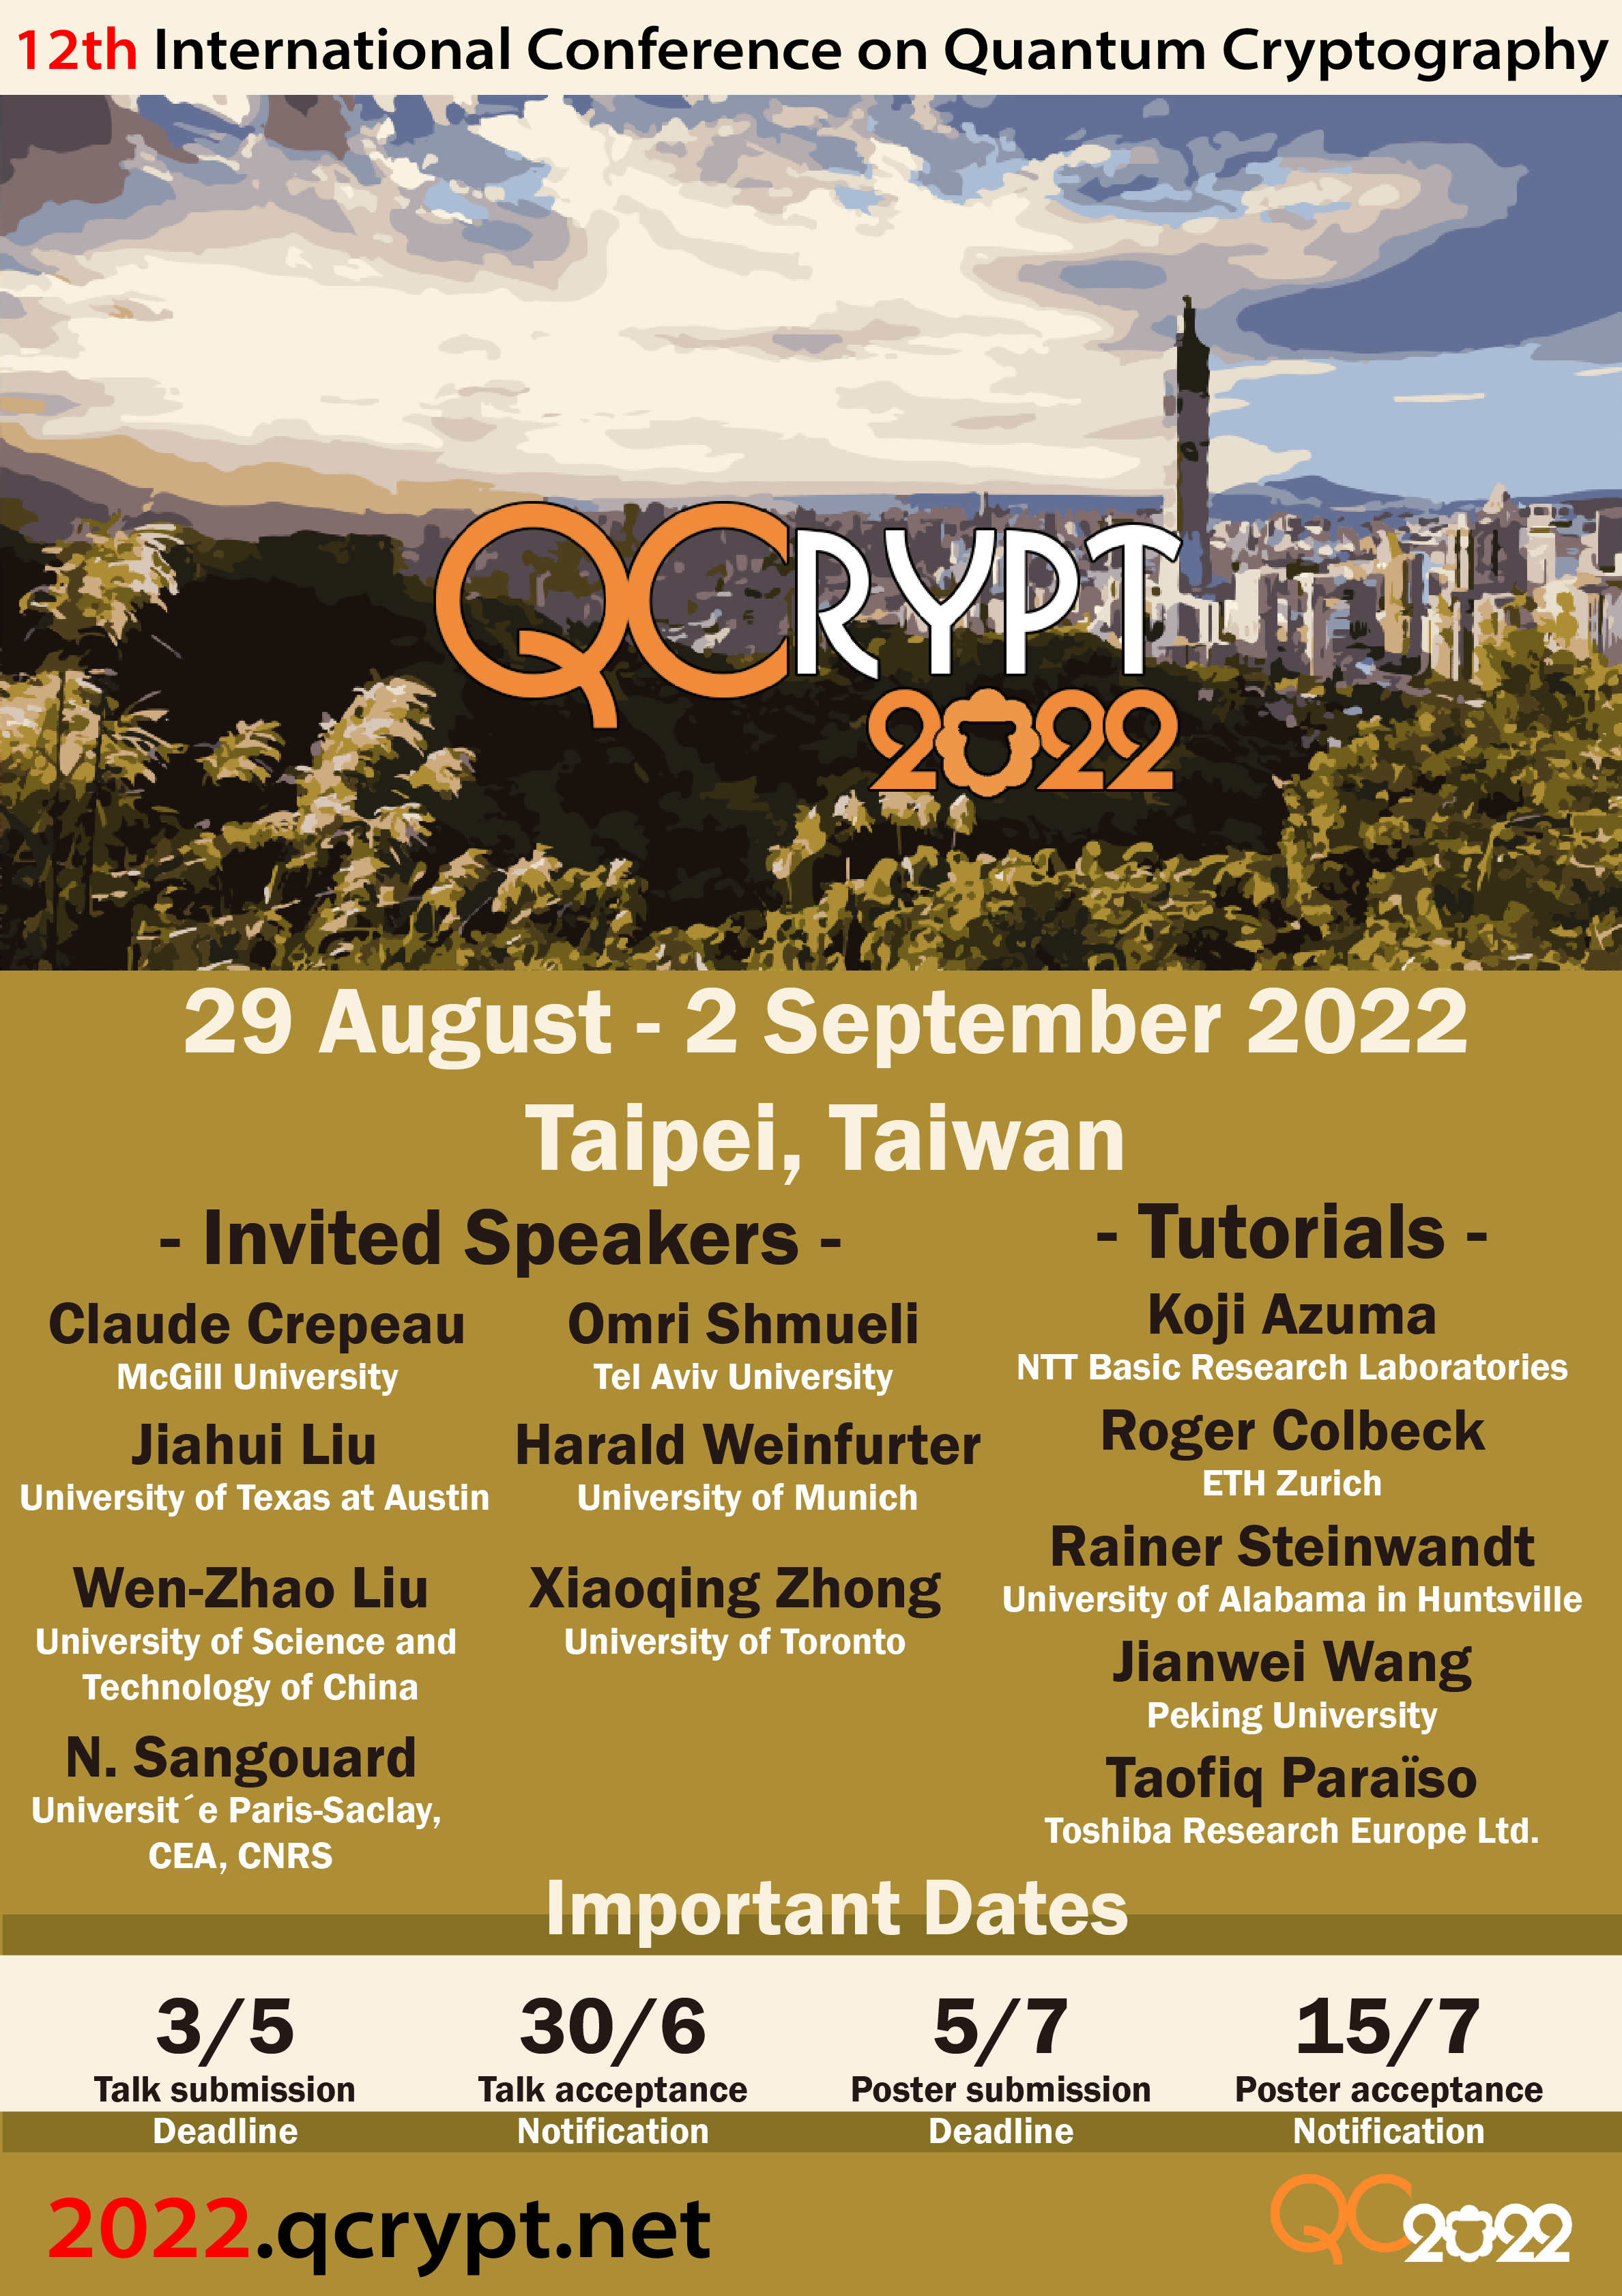 12th International Conference on Quantum Cryptography
QCRYPT
2022
29 August - 2 September 2022
Taipei, Taiwan
- Invited Speakers -
Claude Crepeau
McGill University
Omri Shmueli
Tel Aviv University
Jiahui Liu
University of Texas at Austin
Harald Weinfurter
University of Munich
Wen-Zhao Liu
University of Science and
Technology of China
Xiaoqing Zhong
University of Toronto
N. Sangouard
Universit´e Paris-Saclay,
CEA, CNRS
- Tutorials -
Koji Azuma
NTT Basic Research Laboratories
Roger Colbeck
ETH Zurich
Rainer Steinwandt
University of Alabama in Huntsville
Jianwei Wang
Peking University
Taofiq Paraïso
Toshiba Research Europe Ltd.
Important Dates
3/5
Talk submission
Deadline
30/6
Talk acceptance
Notification
5/7
Poster submission
Deadline
15/7
Poster acceptance
Notification
2022.qcrypt.net
QC2022